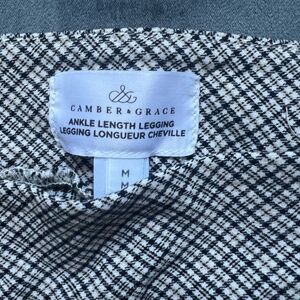 CAMBER & GRACE
ANKLE LENGTH LEGGING
LEGGING LONGUEUR CHEVILLE
M
M